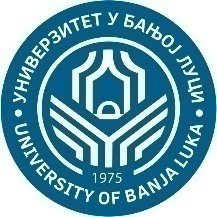 • УНИВЕРЗИТЕТ У БАЊОЈ ЛУЦИ •
1975
UNIVERSITY OF BANJA LUKA